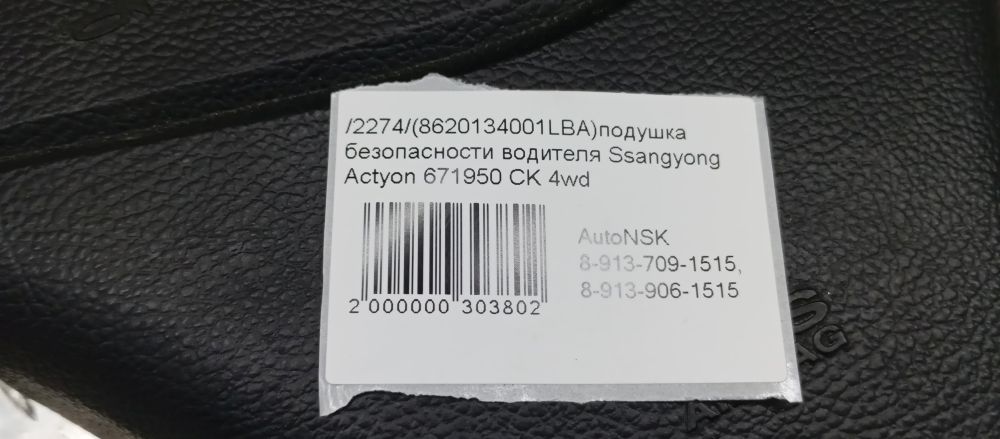 /2274/(8620134001LBA)подушка
безопасности водителя Ssangyong
Actyon 671950 CK 4wd
AutoNSK
8-913-709-1515,
8-913-906-1515
2 000000 303802